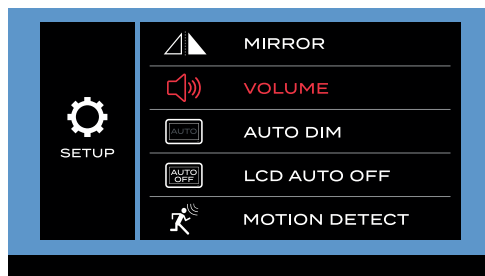 SETUP
MIRROR
VOLUME
AUTO
AUTO DIM
AUTO
OFF
LCD AUTO OFF
MOTION DETECT